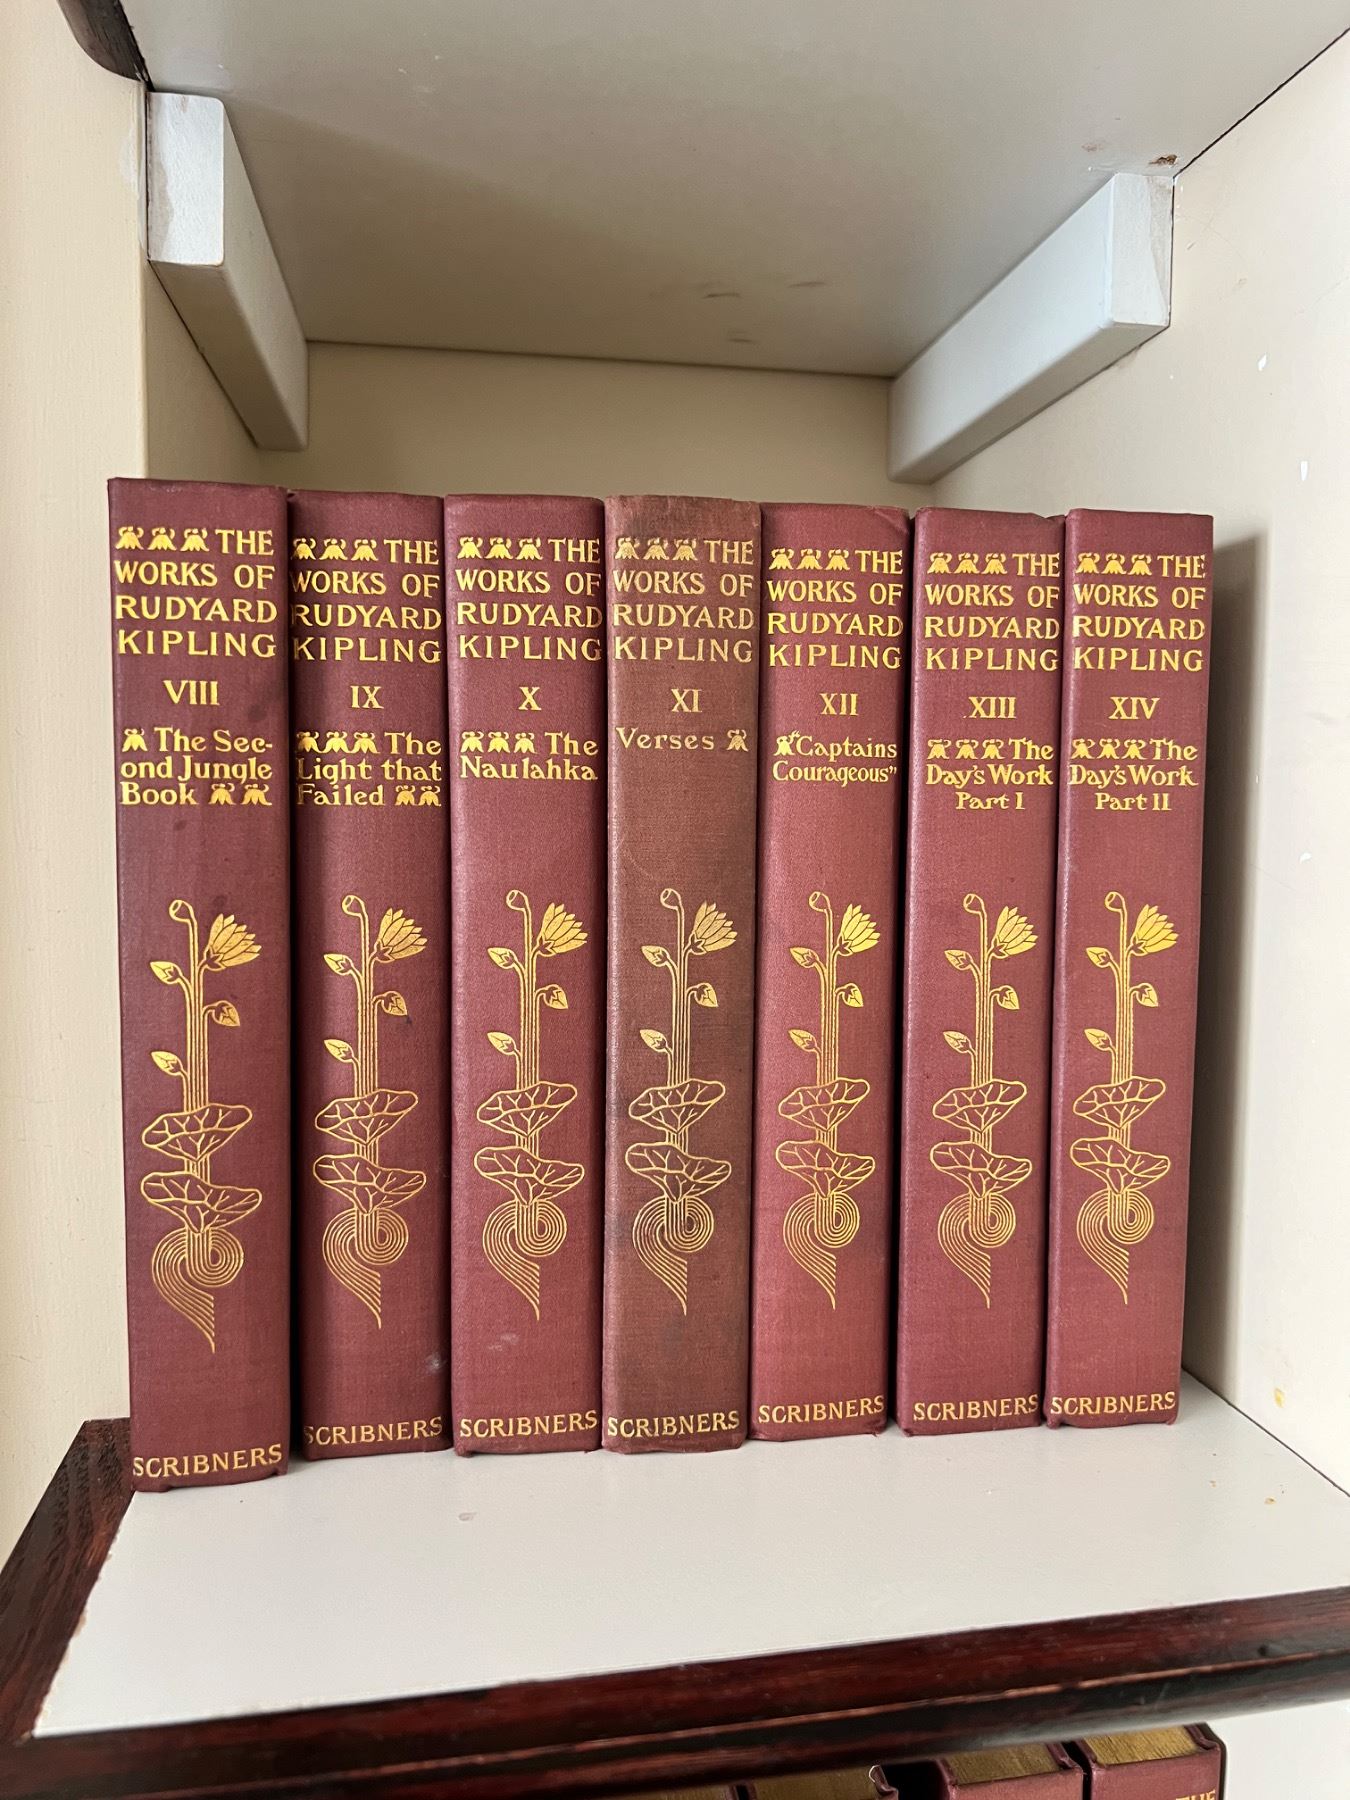 THE
WORKS OF
RUDYARD
KIPLING
VIII
The Sec-
ond Jungle
Book
SCRIBNERS
THE
WORKS OF
RUDYARD
KIPLING
IX
The
Light that
Failed
SCRIBNERS
THE
WORKS OF
RUDYARD
KIPLING
X
The
Naulahka
SCRIBNERS
THE
WORKS OF
RUDYARD
KIPLING
XI
Verses
SCRIBNERS
THE
WORKS OF
RUDYARD
KIPLING
XII
"Captains
Courageous"
SCRIBNERS
THE
WORKS OF
RUDYARD
KIPLING
XIII
The
Day's Work
Part I
SCRIBNERS
THE
WORKS OF
RUDYARD
KIPLING
XIV
The
Day's Work
Part II
SCRIBNERS
THE